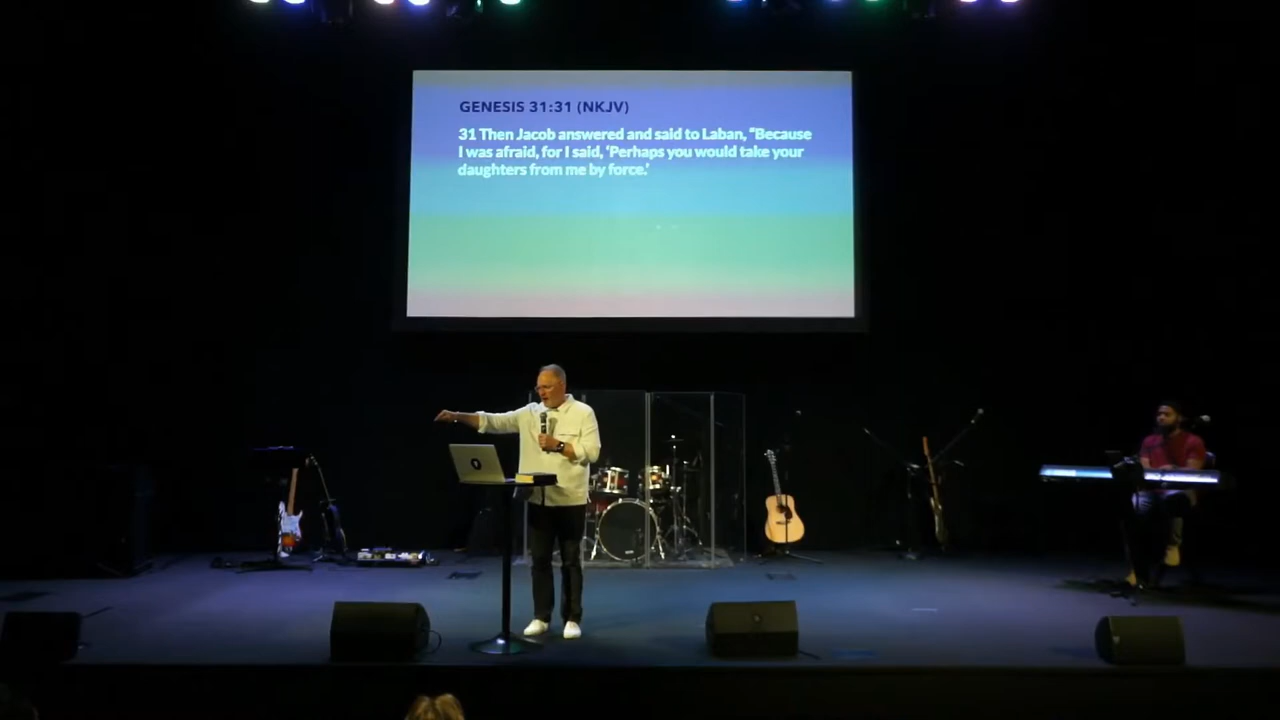 GENESIS 31:31 (NKJV)
31 Then Jacob answered and said to Laban, “Because
I was afraid, for I said, ‘Perhaps you would take your
daughters from me by force.’